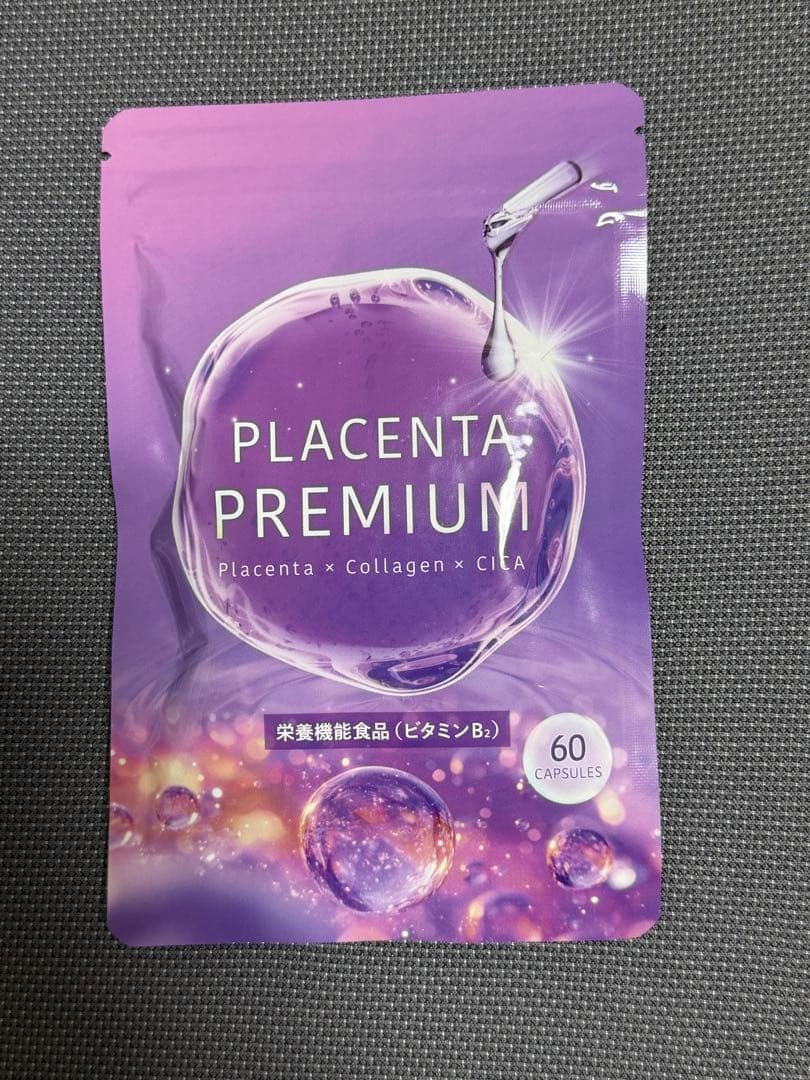 PLACENTA
PREMIUM
Placenta × Collagen × CICA
栄養機能食品（ビタミンB₂）
60
CAPSULES